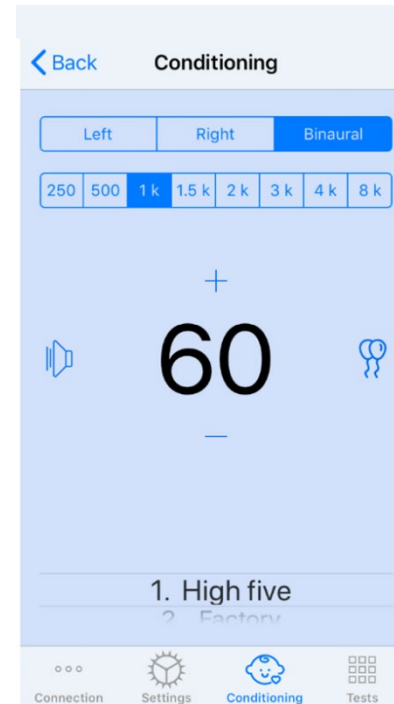 Back Conditioning
Left Right Binaural
250 500 1 k 1.5 k 2 k 3 k 4 k 8 k
+
60
−
1. High five
2. Factory
Connection Settings Conditioning Tests